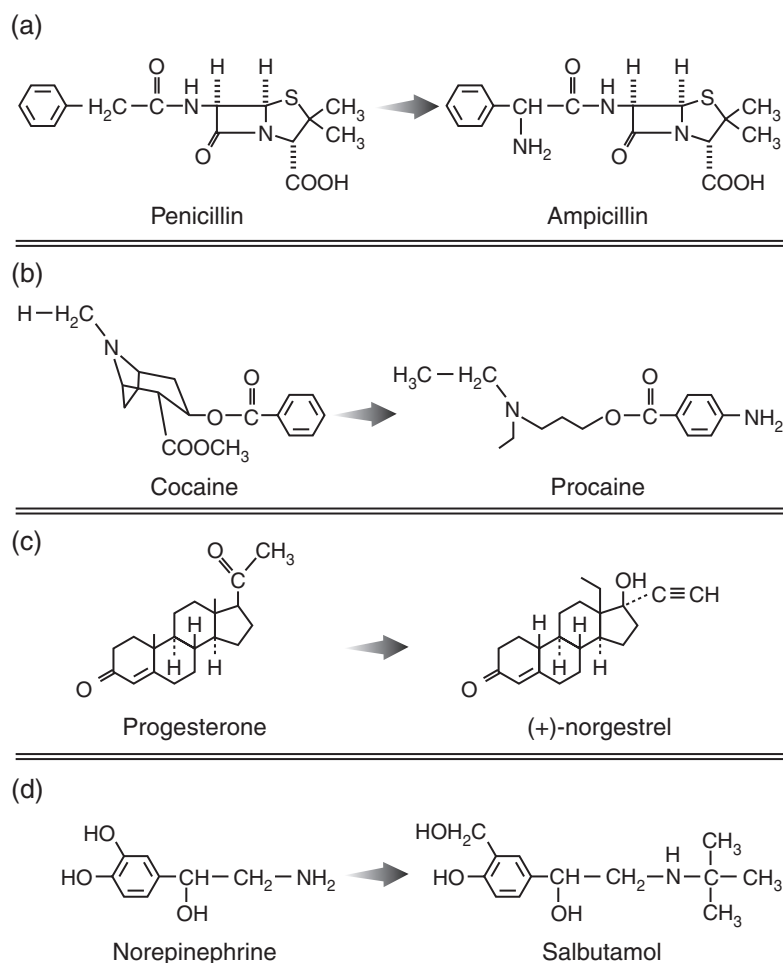 (a)
O H H H O H H H
H₂C C N S CH₃ CH C N S CH₃
N CH₃ N CH₃
O NH₂ O
COOH COOH
Penicillin Ampicillin
(b)
H H₂C
N O H₃C H₂C O
O C N O C NH₂
COOCH₃
Cocaine Procaine
(c)
O CH₃ OH
C C≡CH
H H H H
H H
O O
Progesterone (+)-norgestrel
(d)
HO HOH₂C CH₃
HO CH CH₂ NH₂ HO CH CH₂ H N C CH₃
OH OH CH₃
Norepinephrine Salbutamol